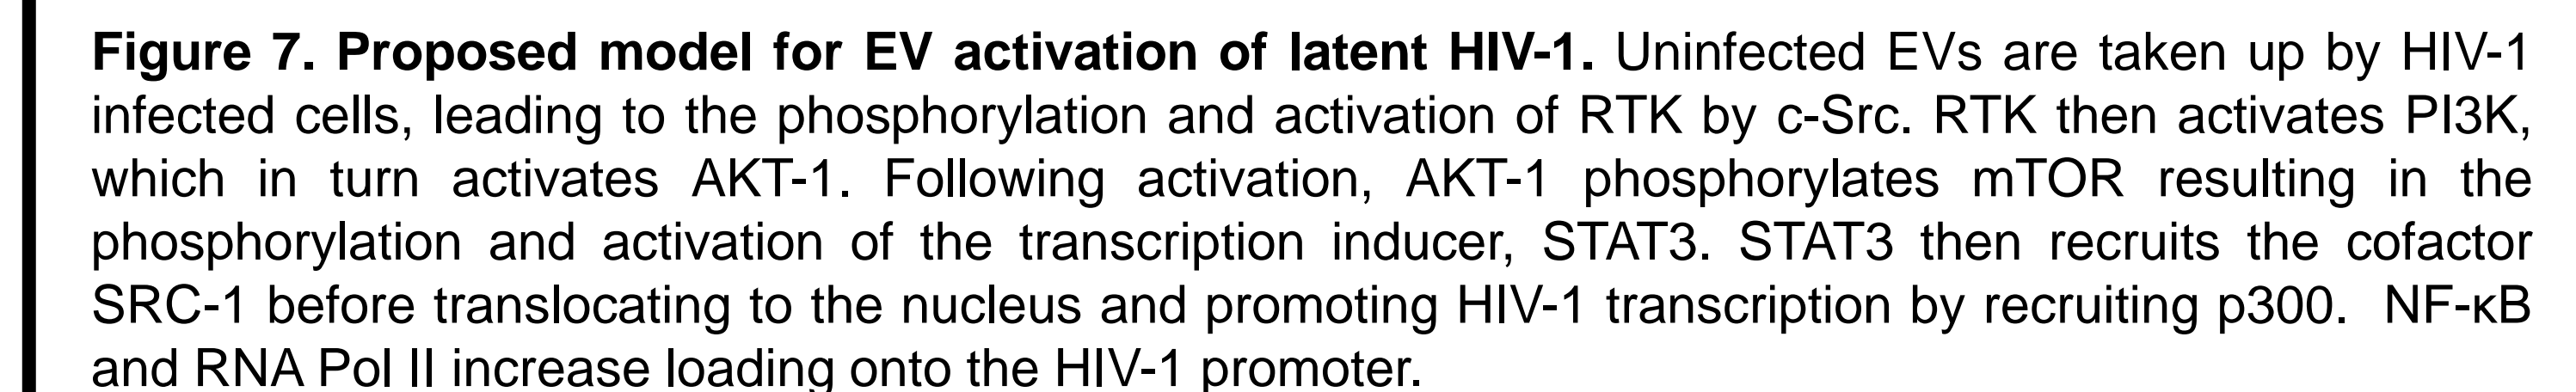 Figure 7. Proposed model for EV activation of latent HIV-1. Uninfected EVs are taken up by HIV-1
infected cells, leading to the phosphorylation and activation of RTK by c-Src. RTK then activates PI3K,
which in turn activates AKT-1. Following activation, AKT-1 phosphorylates mTOR resulting in the
phosphorylation and activation of the transcription inducer, STAT3. STAT3 then recruits the cofactor
SRC-1 before translocating to the nucleus and promoting HIV-1 transcription by recruiting p300. NF-κB
and RNA Pol II increase loading onto the HIV-1 promoter.